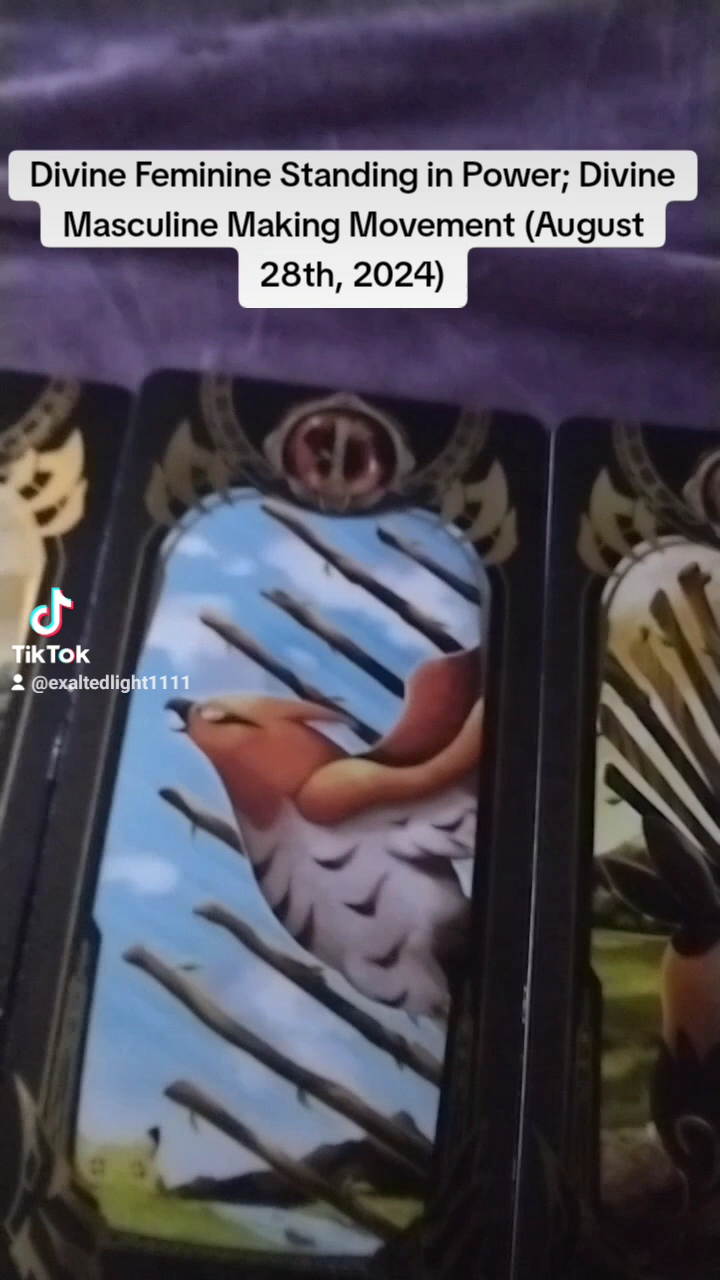 Divine Feminine Standing in Power; Divine
Masculine Making Movement (August
28th, 2024)
TikTok
@exaltedlight1111